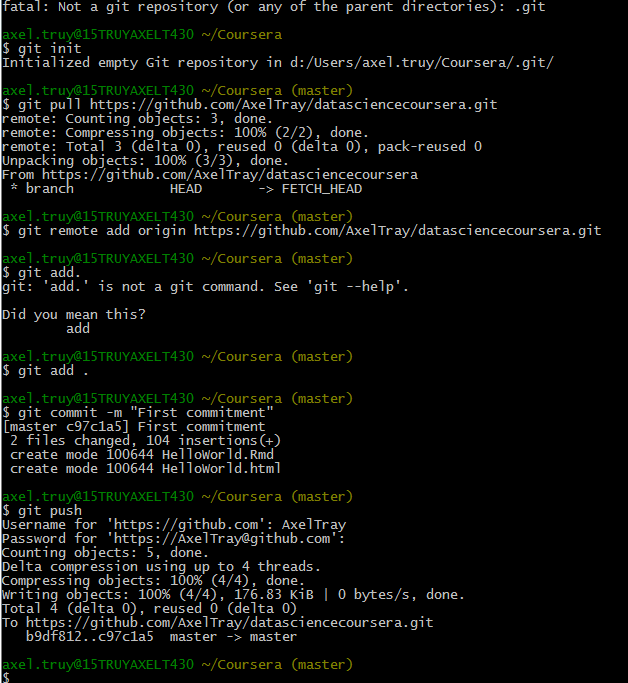 fatal: Not a git repository (or any of the parent directories): .git
axel.truy@15TRUYAXELT430 ~/Coursera
$ git init
Initialized empty Git repository in d:/Users/axel.truy/Coursera/.git/
axel.truy@15TRUYAXELT430 ~/Coursera (master)
$ git pull https://github.com/AxelTray/datasciencecoursera.git
remote: Counting objects: 3, done.
remote: Compressing objects: 100% (2/2), done.
remote: Total 3 (delta 0), reused 0 (delta 0), pack-reused 0
Unpacking objects: 100% (3/3), done.
From https://github.com/AxelTray/datasciencecoursera
 * branch            HEAD       -> FETCH_HEAD
axel.truy@15TRUYAXELT430 ~/Coursera (master)
$ git remote add origin https://github.com/AxelTray/datasciencecoursera.git
axel.truy@15TRUYAXELT430 ~/Coursera (master)
$ git add.
git: 'add.' is not a git command. See 'git --help'.
Did you mean this?
        add
axel.truy@15TRUYAXELT430 ~/Coursera (master)
$ git add .
axel.truy@15TRUYAXELT430 ~/Coursera (master)
$ git commit -m "First commitment"
[master c97c1a5] First commitment
 2 files changed, 104 insertions(+)
 create mode 100644 HelloWorld.Rmd
 create mode 100644 HelloWorld.html
axel.truy@15TRUYAXELT430 ~/Coursera (master)
$ git push
Username for 'https://github.com': AxelTray
Password for 'https://AxelTray@github.com':
Counting objects: 5, done.
Delta compression using up to 4 threads.
Compressing objects: 100% (4/4), done.
Writing objects: 100% (4/4), 176.83 KiB | 0 bytes/s, done.
Total 4 (delta 0), reused 0 (delta 0)
To https://github.com/AxelTray/datasciencecoursera.git
   b9df812..c97c1a5  master -> master
axel.truy@15TRUYAXELT430 ~/Coursera (master)
$